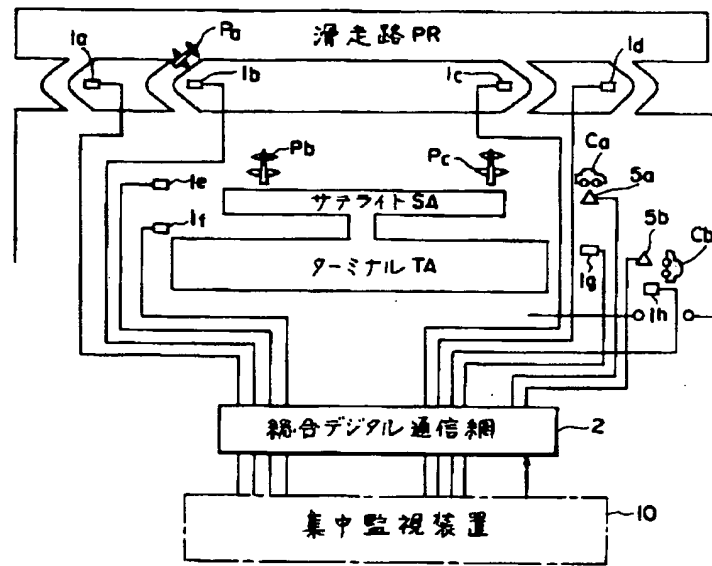 滑走路PR
Pa
1a
1b
1c
1d
Pb
Pc
Ca
5a
1e
サテライトSA
1f
5b
Cb
ターミナルTA
1g
1h
総合デジタル通信網
2
集中監視装置
10